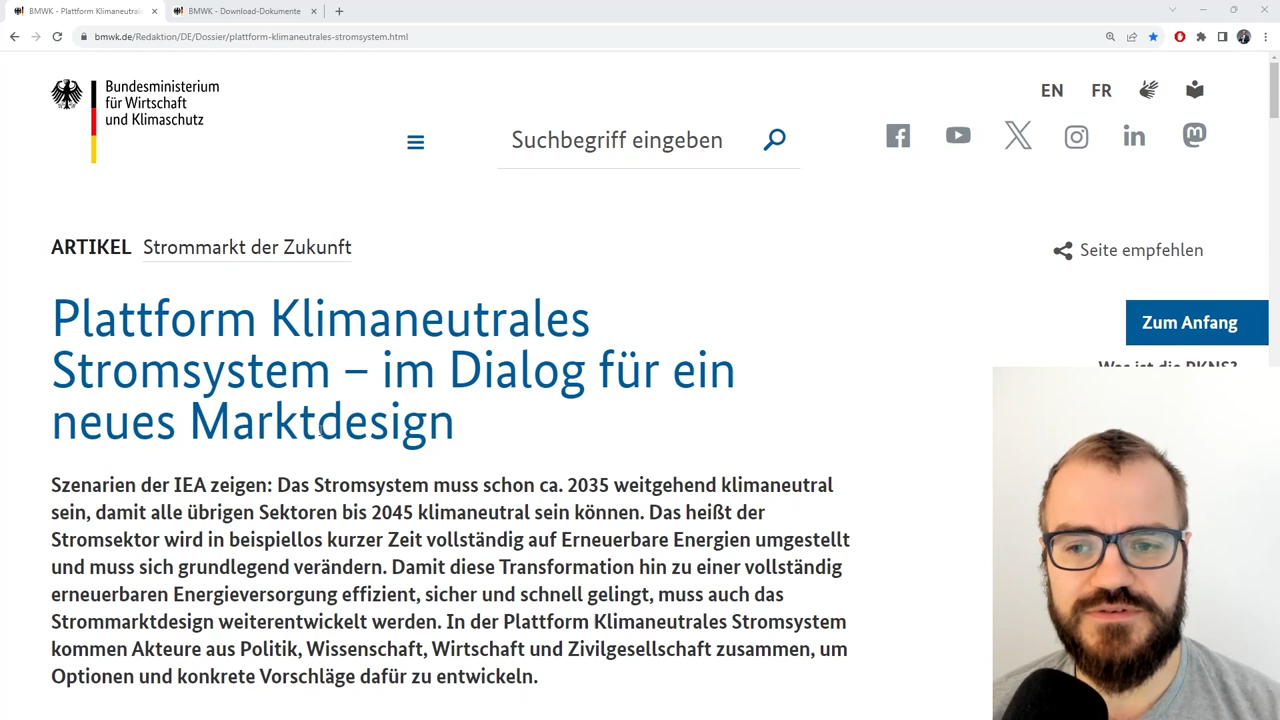 BMWK - Plattform Klimaneutral
BMWK - Download-Dokumente
bmwk.de/Redaktion/DE/Dossier/plattform-klimaneutrales-stromsystem.html
Bundesministerium
für Wirtschaft
und Klimaschutz
EN FR
Suchbegriff eingeben
ARTIKEL Strommarkt der Zukunft
Seite empfehlen
Plattform Klimaneutrales
Stromsystem – im Dialog für ein
neues Marktdesign
Zum Anfang
Szenarien der IEA zeigen: Das Stromsystem muss schon ca. 2035 weitgehend klimaneutral
sein, damit alle übrigen Sektoren bis 2045 klimaneutral sein können. Das heißt der
Stromsektor wird in beispiellos kurzer Zeit vollständig auf Erneuerbare Energien umgestellt
und muss sich grundlegend verändern. Damit diese Transformation hin zu einer vollständig
erneuerbaren Energieversorgung effizient, sicher und schnell gelingt, muss auch das
Strommarktdesign weiterentwickelt werden. In der Plattform Klimaneutrales Stromsystem
kommen Akteure aus Politik, Wissenschaft, Wirtschaft und Zivilgesellschaft zusammen, um
Optionen und konkrete Vorschläge dafür zu entwickeln.